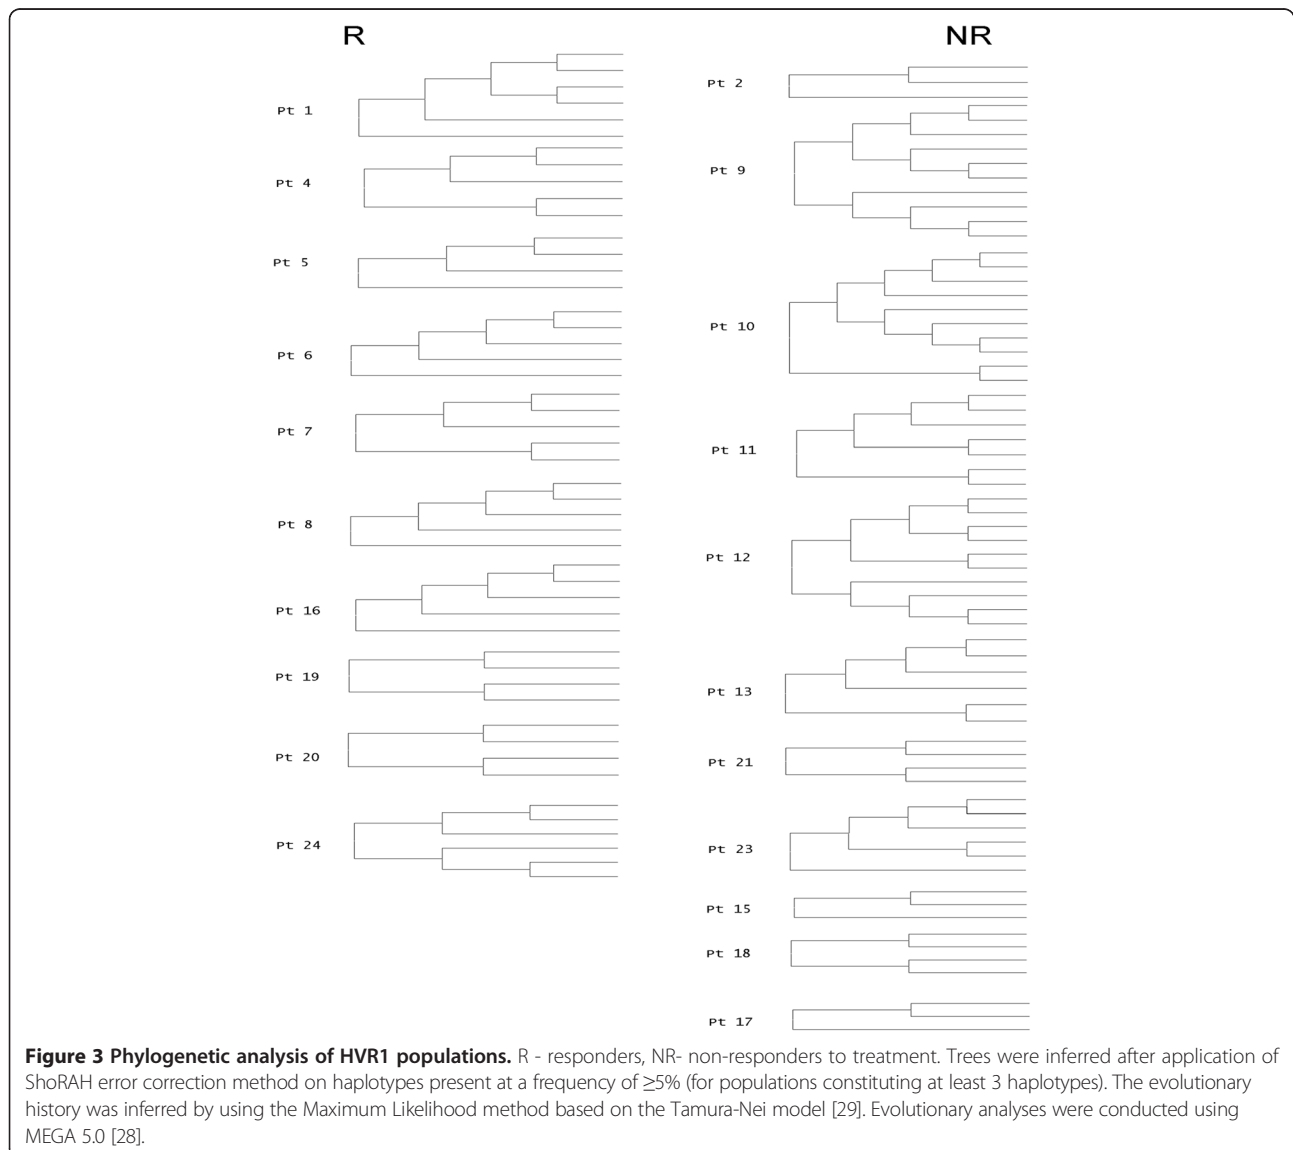 R
Pt 1
Pt 4
Pt 5
Pt 6
Pt 7
Pt 8
Pt 16
Pt 19
Pt 20
Pt 24
NR
Pt 2
Pt 9
Pt 10
Pt 11
Pt 12
Pt 13
Pt 21
Pt 23
Pt 15
Pt 18
Pt 17
Figure 3 Phylogenetic analysis of HVR1 populations. R - responders, NR- non-responders to treatment. Trees were inferred after application of
ShoRAH error correction method on haplotypes present at a frequency of ≥5% (for populations constituting at least 3 haplotypes). The evolutionary
history was inferred by using the Maximum Likelihood method based on the Tamura-Nei model [29]. Evolutionary analyses were conducted using
MEGA 5.0 [28].